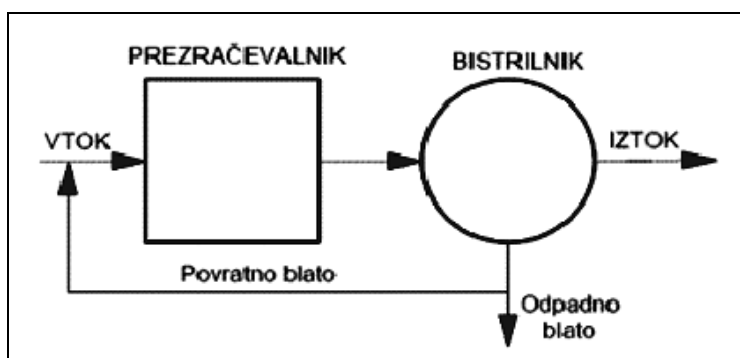 PREZRAČEVALNIK
BISTRILNIK
VTOK
IZTOK
Povratno blato
Odpadno
blato